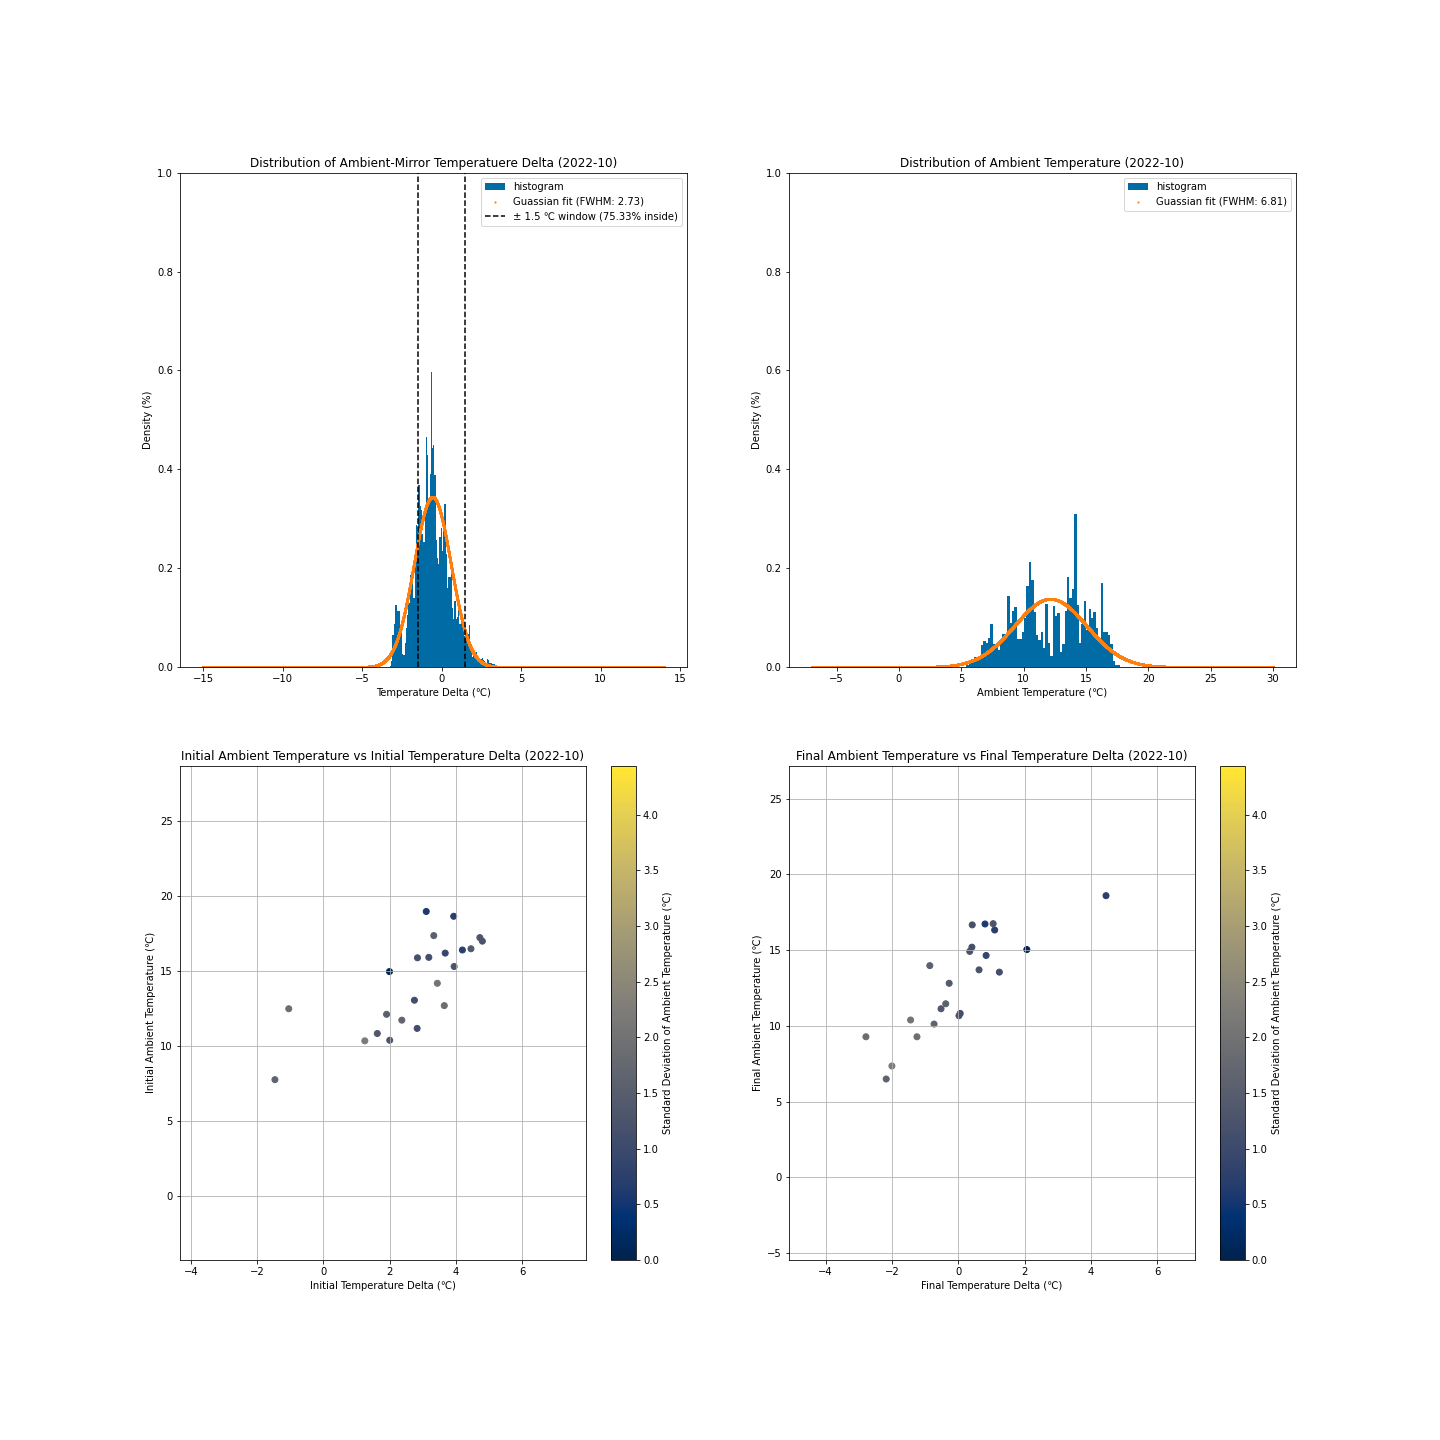 Distribution of Ambient-Mirror Temperatuere Delta (2022-10)
1.0
0.8
0.6
0.4
0.2
0.0
Density (%)
histogram
Guassian fit (FWHM: 2.73)
± 1.5 ℃ window (75.33% inside)
−15 −10 −5 0 5 10 15
Temperature Delta (℃)
Distribution of Ambient Temperature (2022-10)
1.0
0.8
0.6
0.4
0.2
0.0
Density (%)
histogram
Guassian fit (FWHM: 6.81)
−5 0 5 10 15 20 25 30
Ambient Temperature (℃)
Initial Ambient Temperature vs Initial Temperature Delta (2022-10)
25
20
15
10
5
0
Initial Ambient Temperature (℃)
−4 −2 0 2 4 6
Initial Temperature Delta (℃)
4.0
3.5
3.0
2.5
2.0
1.5
1.0
0.5
0.0
Standard Deviation of Ambient Temperature (℃)
Final Ambient Temperature vs Final Temperature Delta (2022-10)
25
20
15
10
5
0
−5
Final Ambient Temperature (℃)
−4 −2 0 2 4 6
Final Temperature Delta (℃)
4.0
3.5
3.0
2.5
2.0
1.5
1.0
0.5
0.0
Standard Deviation of Ambient Temperature (℃)